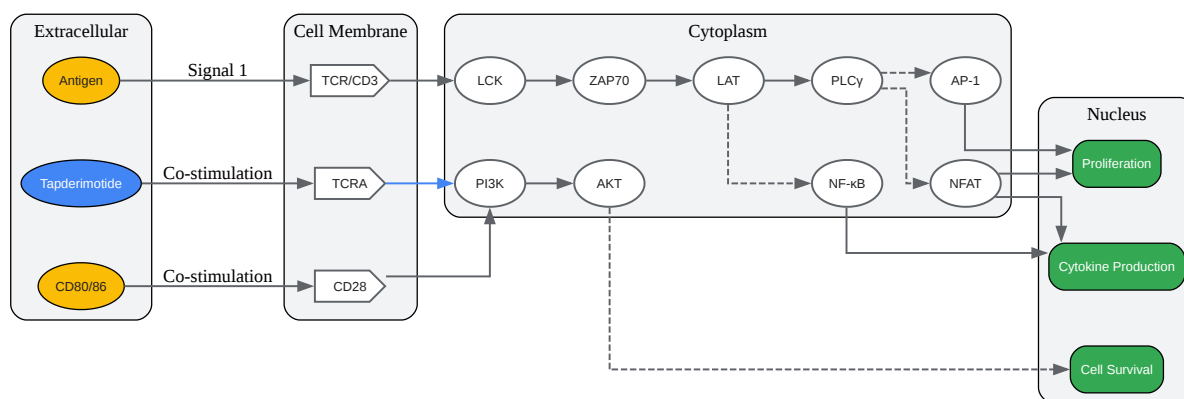 Extracellular
Cell Membrane
Cytoplasm
Antigen
Signal 1
TCR/CD3
LCK
ZAP70
LAT
PLCγ
AP-1
Nucleus
Proliferation
Tapderimotide
Co-stimulation
TCRA
PI3K
AKT
NF-κB
NFAT
Cytokine Production
CD80/86
Co-stimulation
CD28
Cell Survival